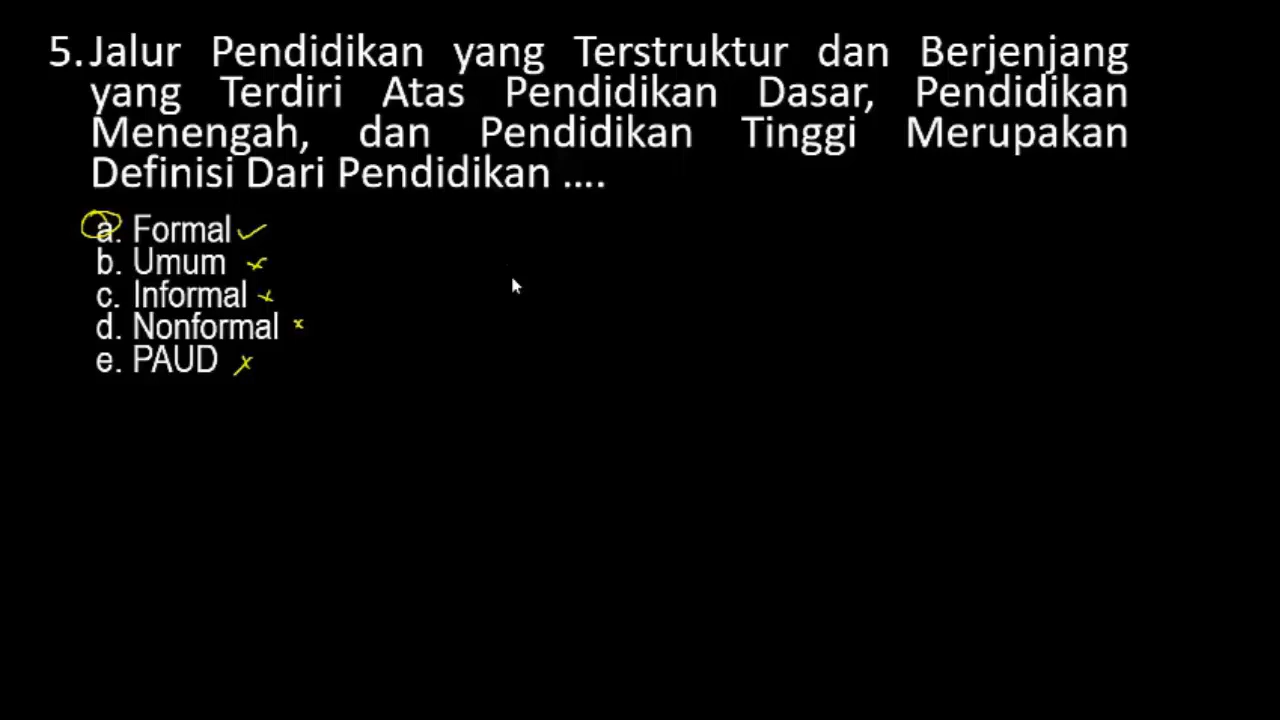 5. Jalur Pendidikan yang Terstruktur dan Berjenjang
yang Terdiri Atas Pendidikan Dasar, Pendidikan
Menengah, dan Pendidikan Tinggi Merupakan
Definisi Dari Pendidikan ....
a. Formal
b. Umum
c. Informal
d. Nonformal
e. PAUD